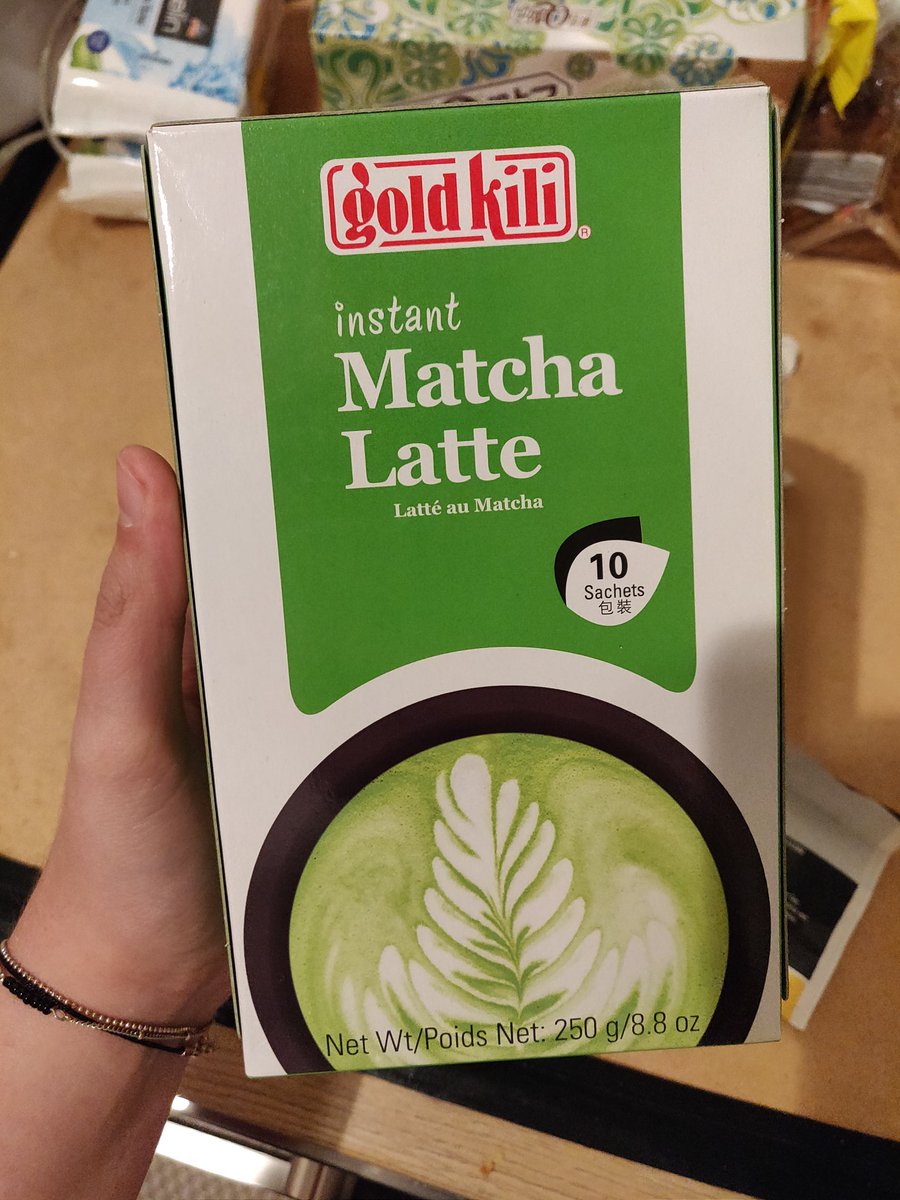 gold kili
®
instant
Matcha
Latte
Latté au Matcha
10
Sachets
包裝
Net Wt/Poids Net: 250 g/8.8 oz